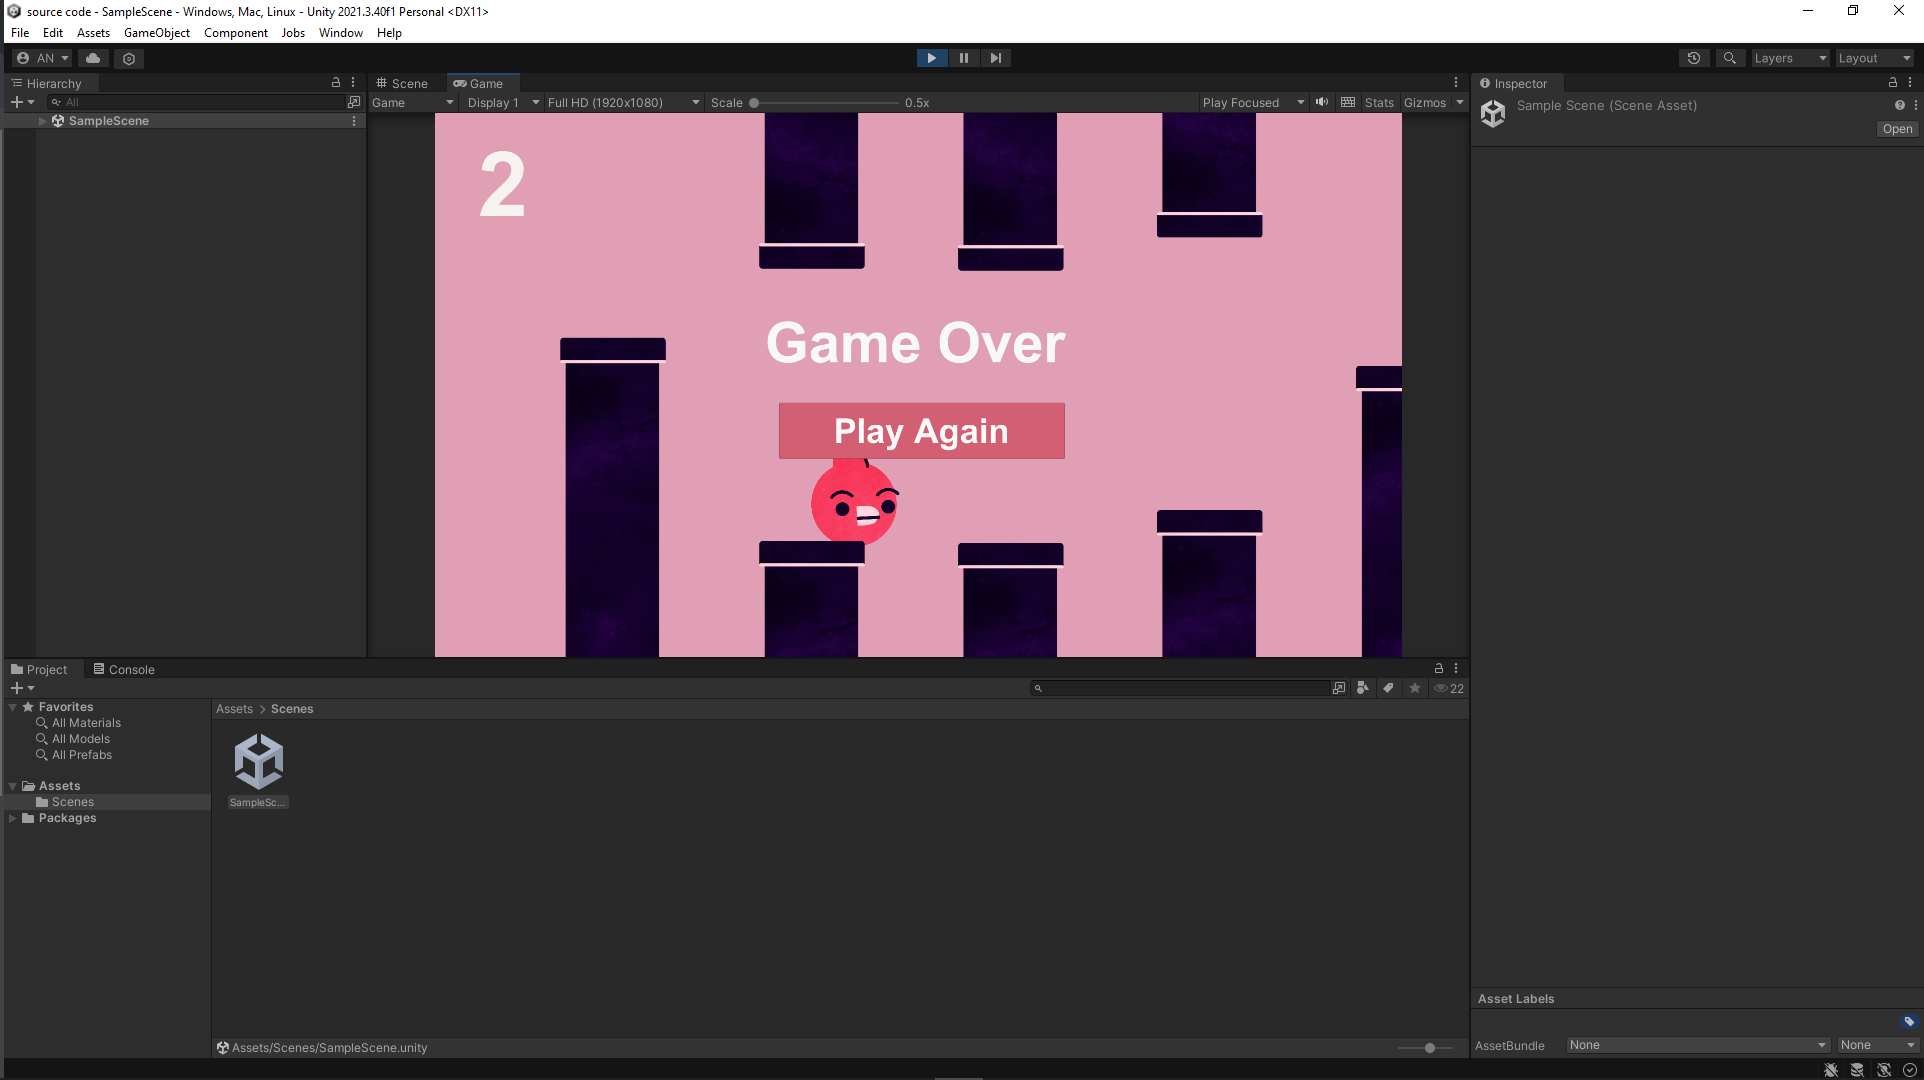 source code - SampleScene - Windows, Mac, Linux - Unity 2021.3.40f1 Personal <DX11>
File Edit Assets GameObject Component Jobs Window Help
AN
Layers
Layout
Hierarchy
All
SampleScene
Scene
Game
Game
Display 1
Full HD (1920x1080)
Scale
0.5x
Play Focused
Stats
Gizmos
2
Game Over
Play Again
Inspector
Sample Scene (Scene Asset)
Open
Project
Console
22
Favorites
All Materials
All Models
All Prefabs
Assets
Scenes
Packages
Assets > Scenes
SampleSc...
Assets/Scenes/SampleScene.unity
Asset Labels
AssetBundle
None
None